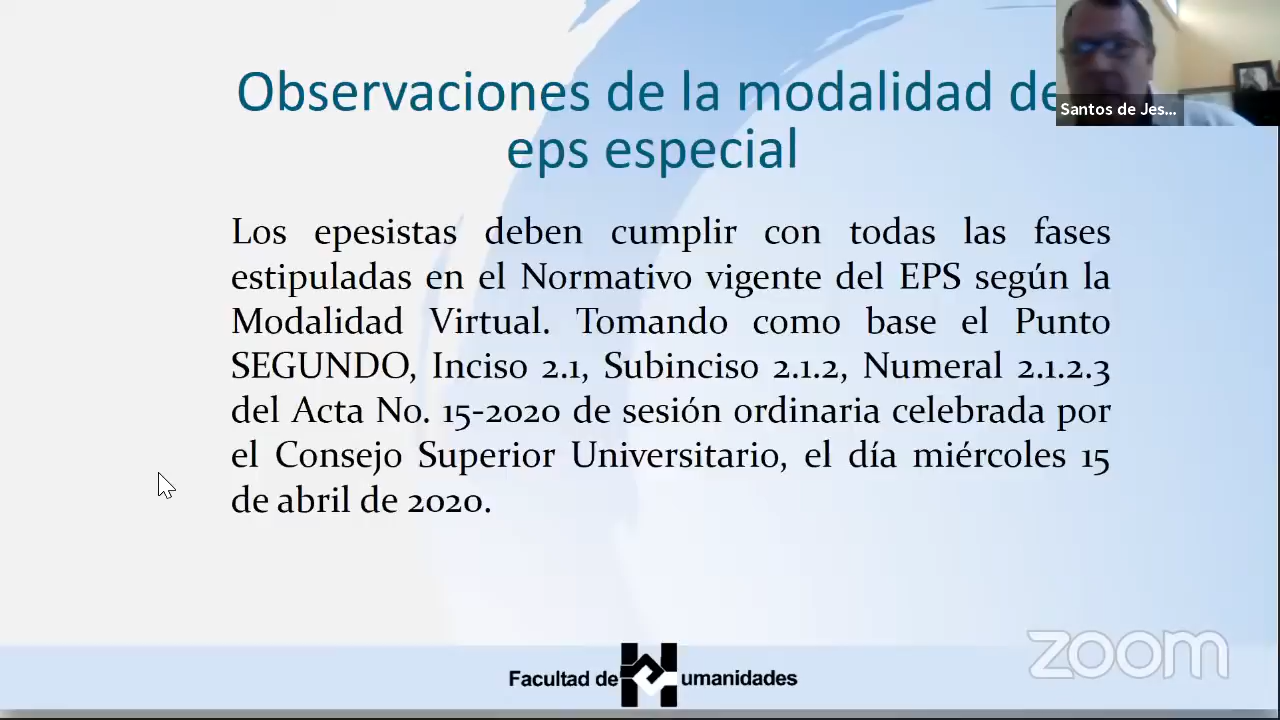 Observaciones de la modalidad de
eps especial
Santos de Jes...
Los epesistas deben cumplir con todas las fases
estipuladas en el Normativo vigente del EPS según la
Modalidad Virtual. Tomando como base el Punto
SEGUNDO, Inciso 2.1, Subinciso 2.1.2, Numeral 2.1.2.3
del Acta No. 15-2020 de sesión ordinaria celebrada por
el Consejo Superior Universitario, el día miércoles 15
de abril de 2020.
zoom
Facultad de Humanidades